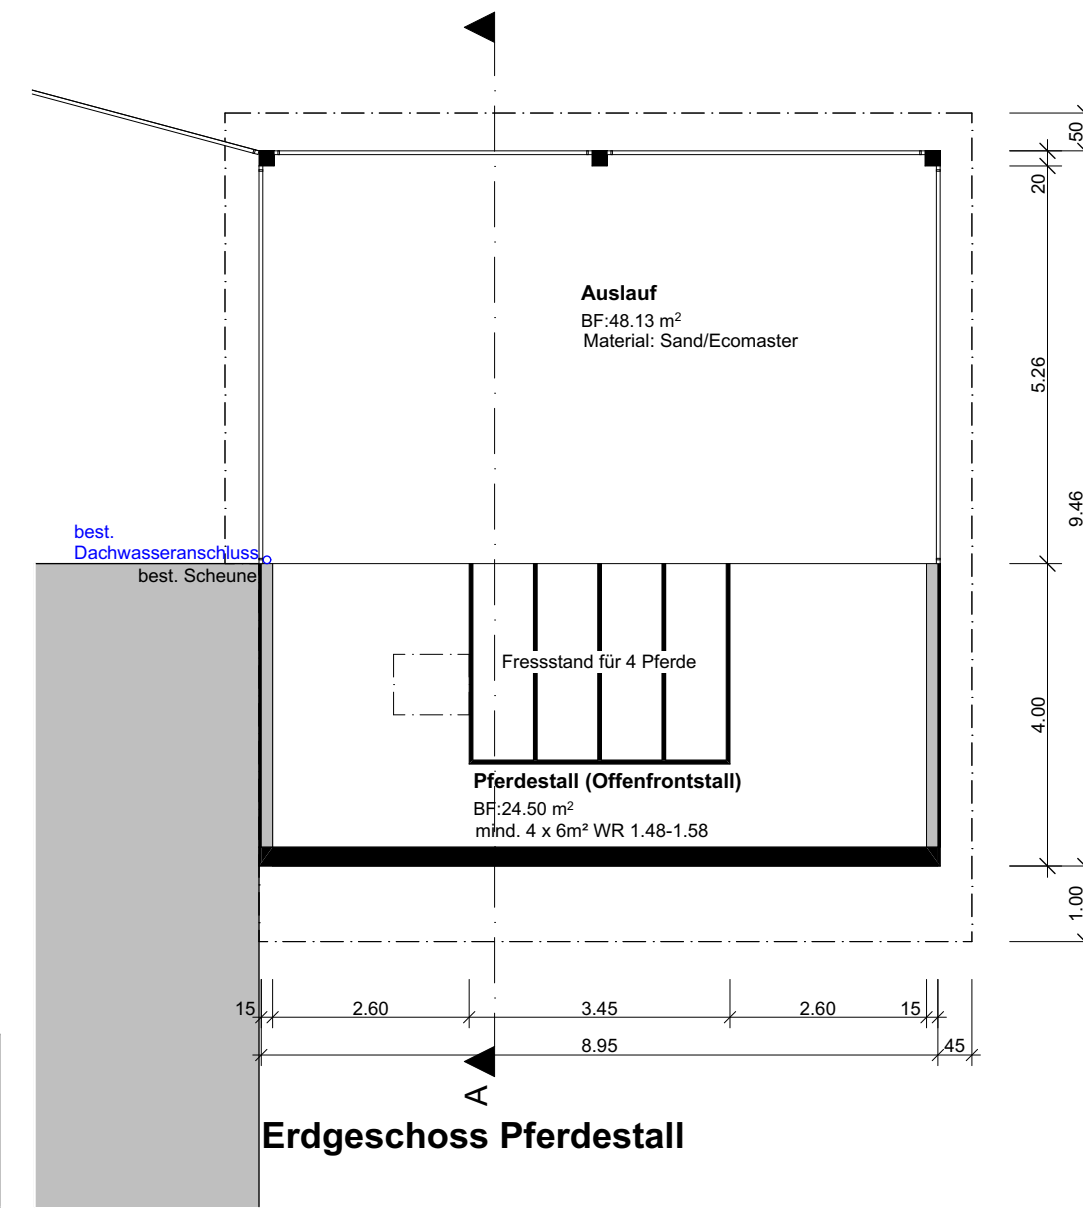 50
20
Auslauf
BF:48.13 m²
Material: Sand/Ecomaster
5.26
9.46
best.
Dachwasseranschluss
best. Scheune
Fressstand für 4 Pferde
4.00
Pferdestall (Offenfrontstall)
BF:24.50 m²
mind. 4 x 6m² WR 1.48-1.58
1.00
15 2.60 3.45 2.60 15
8.95 45
A
Erdgeschoss Pferdestall